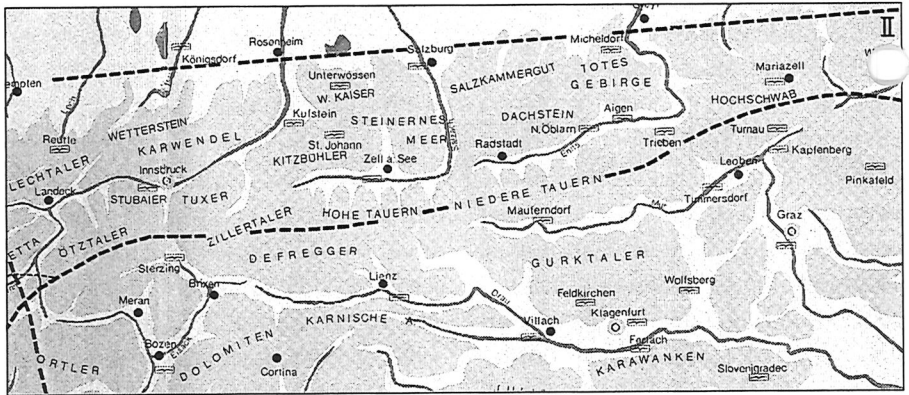 II
Micheldorf
Rosenheim
Königsdorf
Salzburg
TOTES
GEBIRGE
Mariazell
Unterwössen
W. KAISER
SALZKAMMERGUT
HOCHSCHWAB
WETTERSTEIN
KARWENDEL
Kufstein
STEINERNES
MEER
DACHSTEIN
Aigen
N.Öblarn
Turnau
Reutte
St. Johann
KITZBÜHLER
Zell a. See
Radstadt
Enns
Trieben
Kapfenberg
LECHTALER
Innsbruck
Leoben
Pinkafeld
Landeck
STUBAIER
TUXER
HOHE TAUERN
NIEDERE TAUERN
Mauterndorf
Mur
Timmersdorf
ÖTZTALER
ZILLERTALER
Graz
DEFREGGER
GURKTALER
Sterzing
Brixen
Lienz
Wolfsberg
Meran
Drau
Feldkirchen
KARNISCHE A
Villach
Klagenfurt
Bozen
Eisack
DOLOMITEN
Ferlach
ORTLER
Cortina
KARAWANKEN
Slovenjgradec